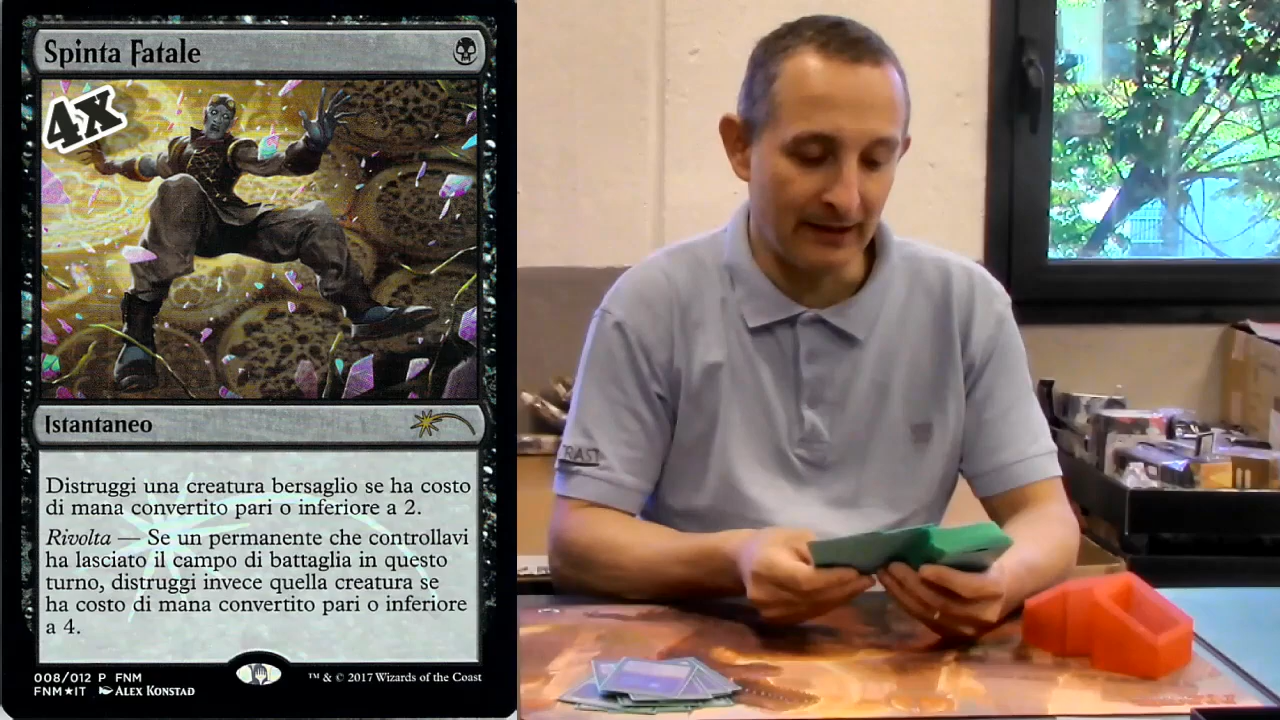 Spinta Fatale
4x
Istantaneo
Distruggi una creatura bersaglio se ha costo
di mana convertito pari o inferiore a 2.
Rivolta — Se un permanente che controllavi
ha lasciato il campo di battaglia in questo
turno, distruggi invece quella creatura se
ha costo di mana convertito pari o inferiore
a 4.
008/012 P FNM
FNM★IT ALEX KONSTAD
™ & © 2017 Wizards of the Coast